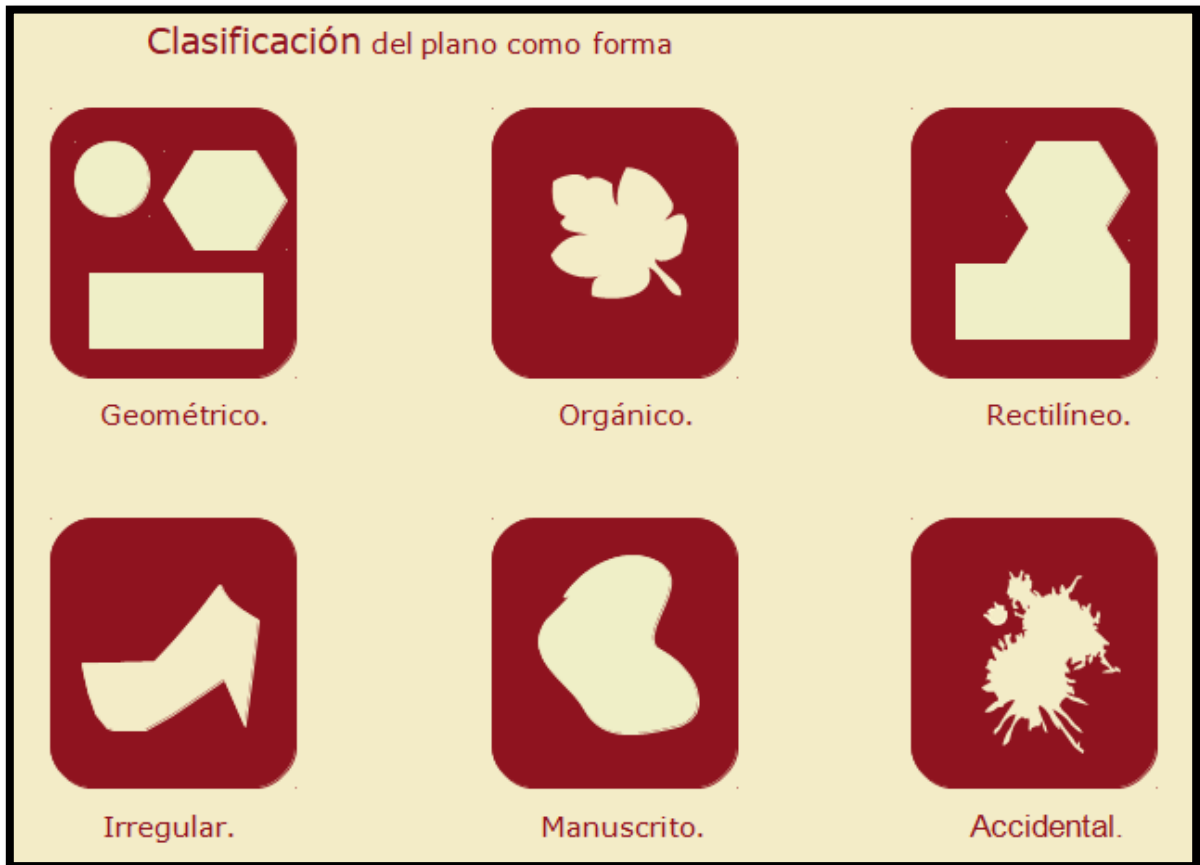 Clasificación del plano como forma
Geométrico. Orgánico. Rectilíneo.
Irregular. Manuscrito. Accidental.